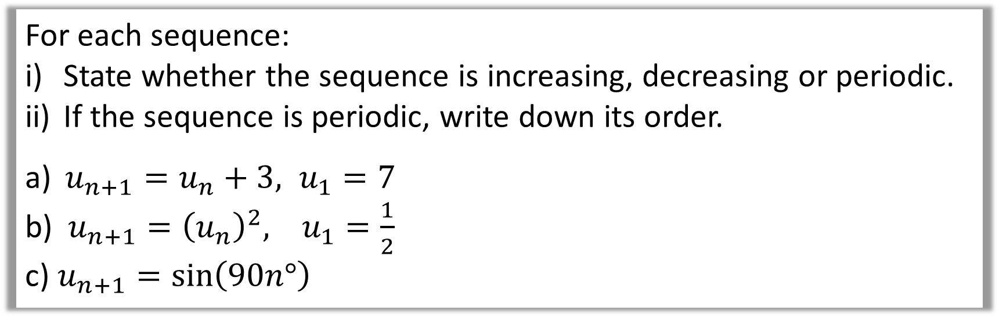 For each sequence:
i) State whether the sequence is increasing, decreasing or periodic.
ii) If the sequence is periodic, write down its order.
a) uₙ₊₁ = uₙ + 3, u₁ = 7
b) uₙ₊₁ = (uₙ)², u₁ = 1/2
c) uₙ₊₁ = sin(90n°)